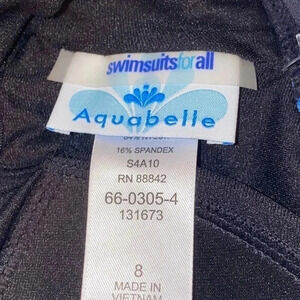 swimsuitsforall
Aquabelle
16% SPANDEX
S4A10
RN 88842
66-0305-4
131673
8
MADE IN
VIETNAM